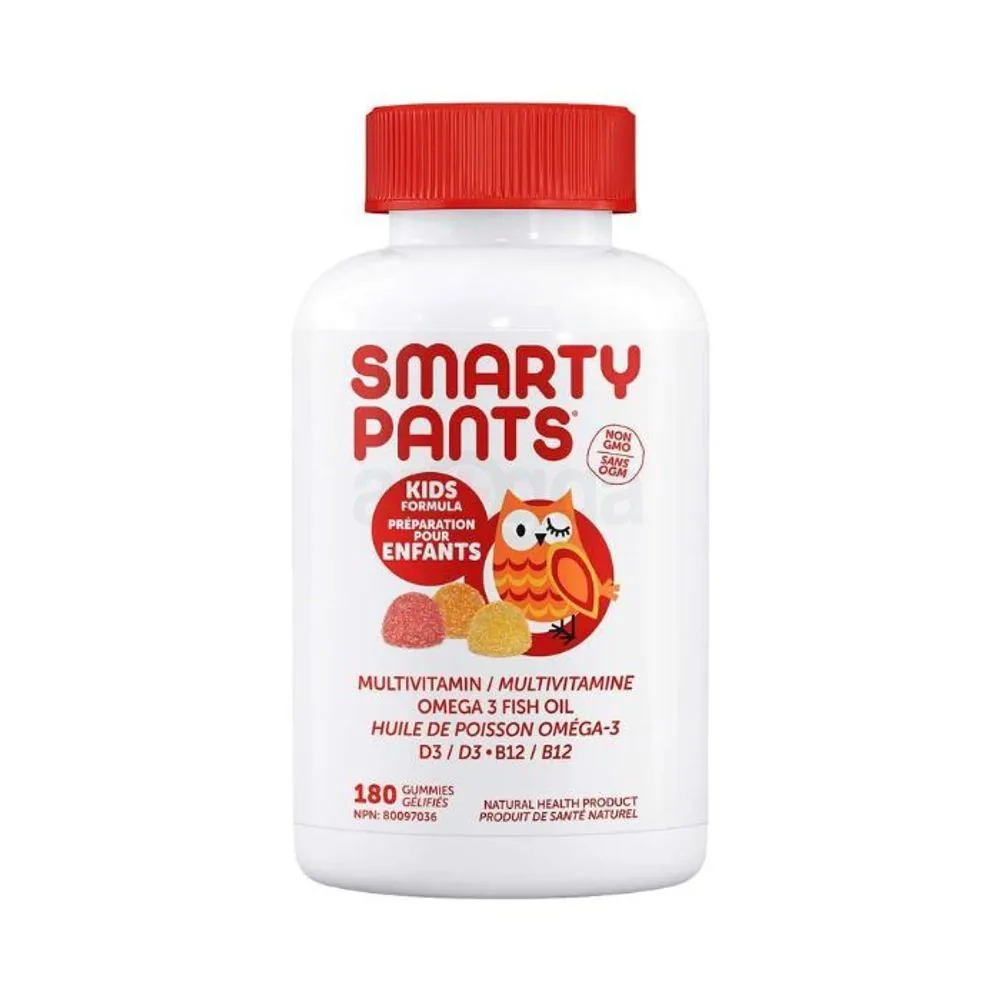 SMARTY
PANTS®
NON
GMO
SANS
OGM
KIDS
FORMULA
PRÉPARATION
POUR
ENFANTS
MULTIVITAMIN / MULTIVITAMINE
OMEGA 3 FISH OIL
HUILE DE POISSON OMÉGA-3
D3 / D3 • B12 / B12
180 GUMMIES
GÉLIFIÉS
NPN: 80097036
NATURAL HEALTH PRODUCT
PRODUIT DE SANTÉ NATUREL